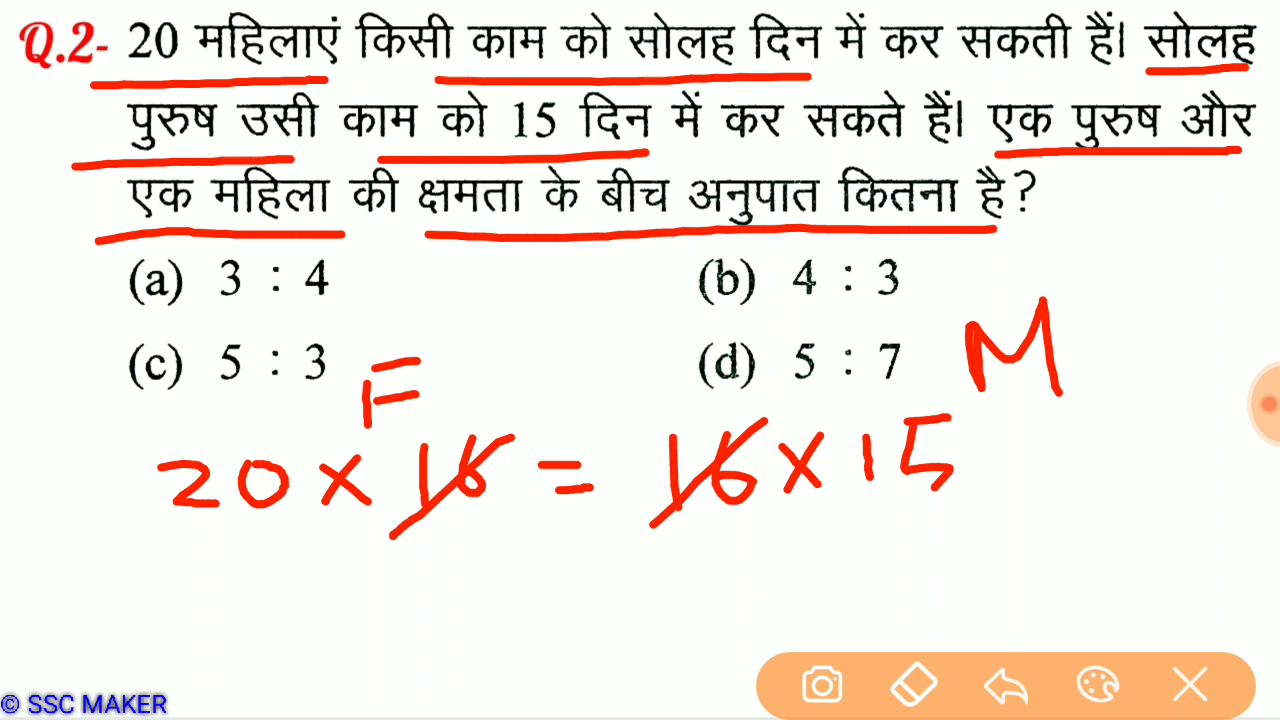 Q.2- 20 महिलाएं किसी काम को सोलह दिन में कर सकती हैं। सोलह
पुरुष उसी काम को 15 दिन में कर सकते हैं। एक पुरुष और
एक महिला की क्षमता के बीच अनुपात कितना है?
(a) 3 : 4 (b) 4 : 3
(c) 5 : 3 (d) 5 : 7
F M
20 × 16 = 16 × 15
© SSC MAKER